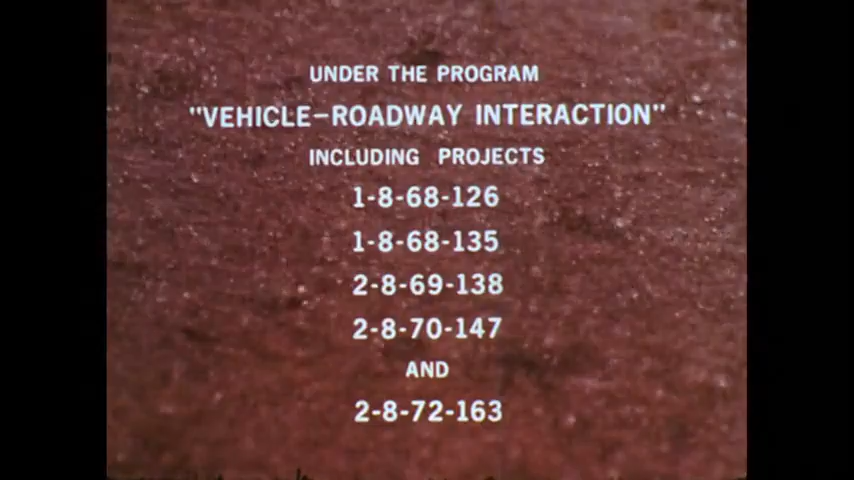 UNDER THE PROGRAM
"VEHICLE-ROADWAY INTERACTION"
INCLUDING PROJECTS
1-8-68-126
1-8-68-135
2-8-69-138
2-8-70-147
AND
2-8-72-163